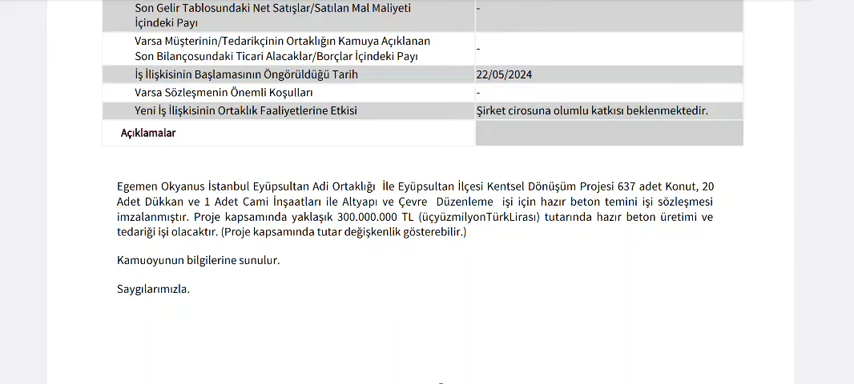 Son Gelir Tablosundaki Net Satışlar/Satılan Mal Maliyeti
İçindeki Payı
-
Varsa Müşterinin/Tedarikçinin Ortaklığın Kamuya Açıklanan
Son Bilançosundaki Ticari Alacaklar/Borçlar İçindeki Payı
-
İş İlişkisinin Başlamasının Öngörüldüğü Tarih
22/05/2024
Varsa Sözleşmenin Önemli Koşulları
-
Yeni İş İlişkisinin Ortaklık Faaliyetlerine Etkisi
Şirket cirosuna olumlu katkısı beklenmektedir.
Açıklamalar
Egemen Okyanus İstanbul Eyüpsultan Adi Ortaklığı İle Eyüpsultan İlçesi Kentsel Dönüşüm Projesi 637 adet Konut, 20
Adet Dükkan ve 1 Adet Cami İnşaatları ile Altyapı ve Çevre Düzenleme işi için hazır beton temini işi sözleşmesi
imzalanmıştır. Proje kapsamında yaklaşık 300.000.000 TL (üçyüzmilyonTürkLirası) tutarında hazır beton üretimi ve
tedariği işi olacaktır. (Proje kapsamında tutar değişkenlik gösterebilir.)
Kamuoyunun bilgilerine sunulur.
Saygılarımızla.